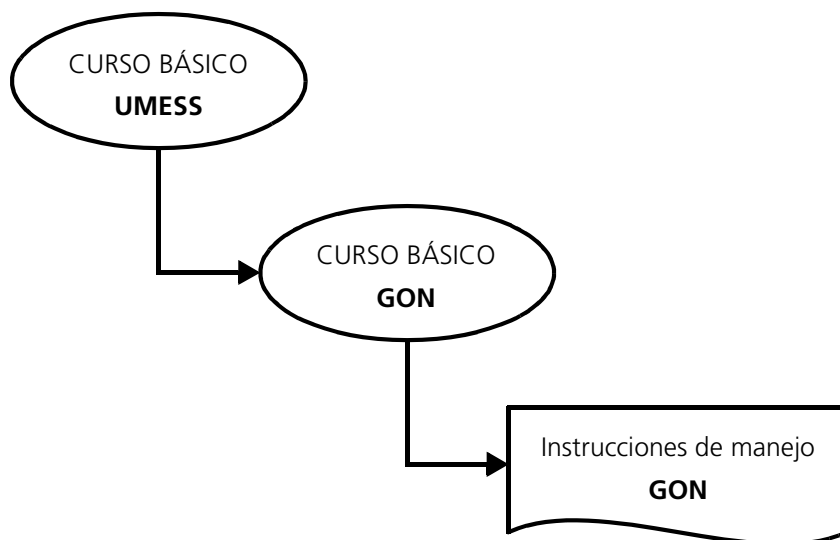 CURSO BÁSICO
UMESS
CURSO BÁSICO
GON
Instrucciones de manejo
GON